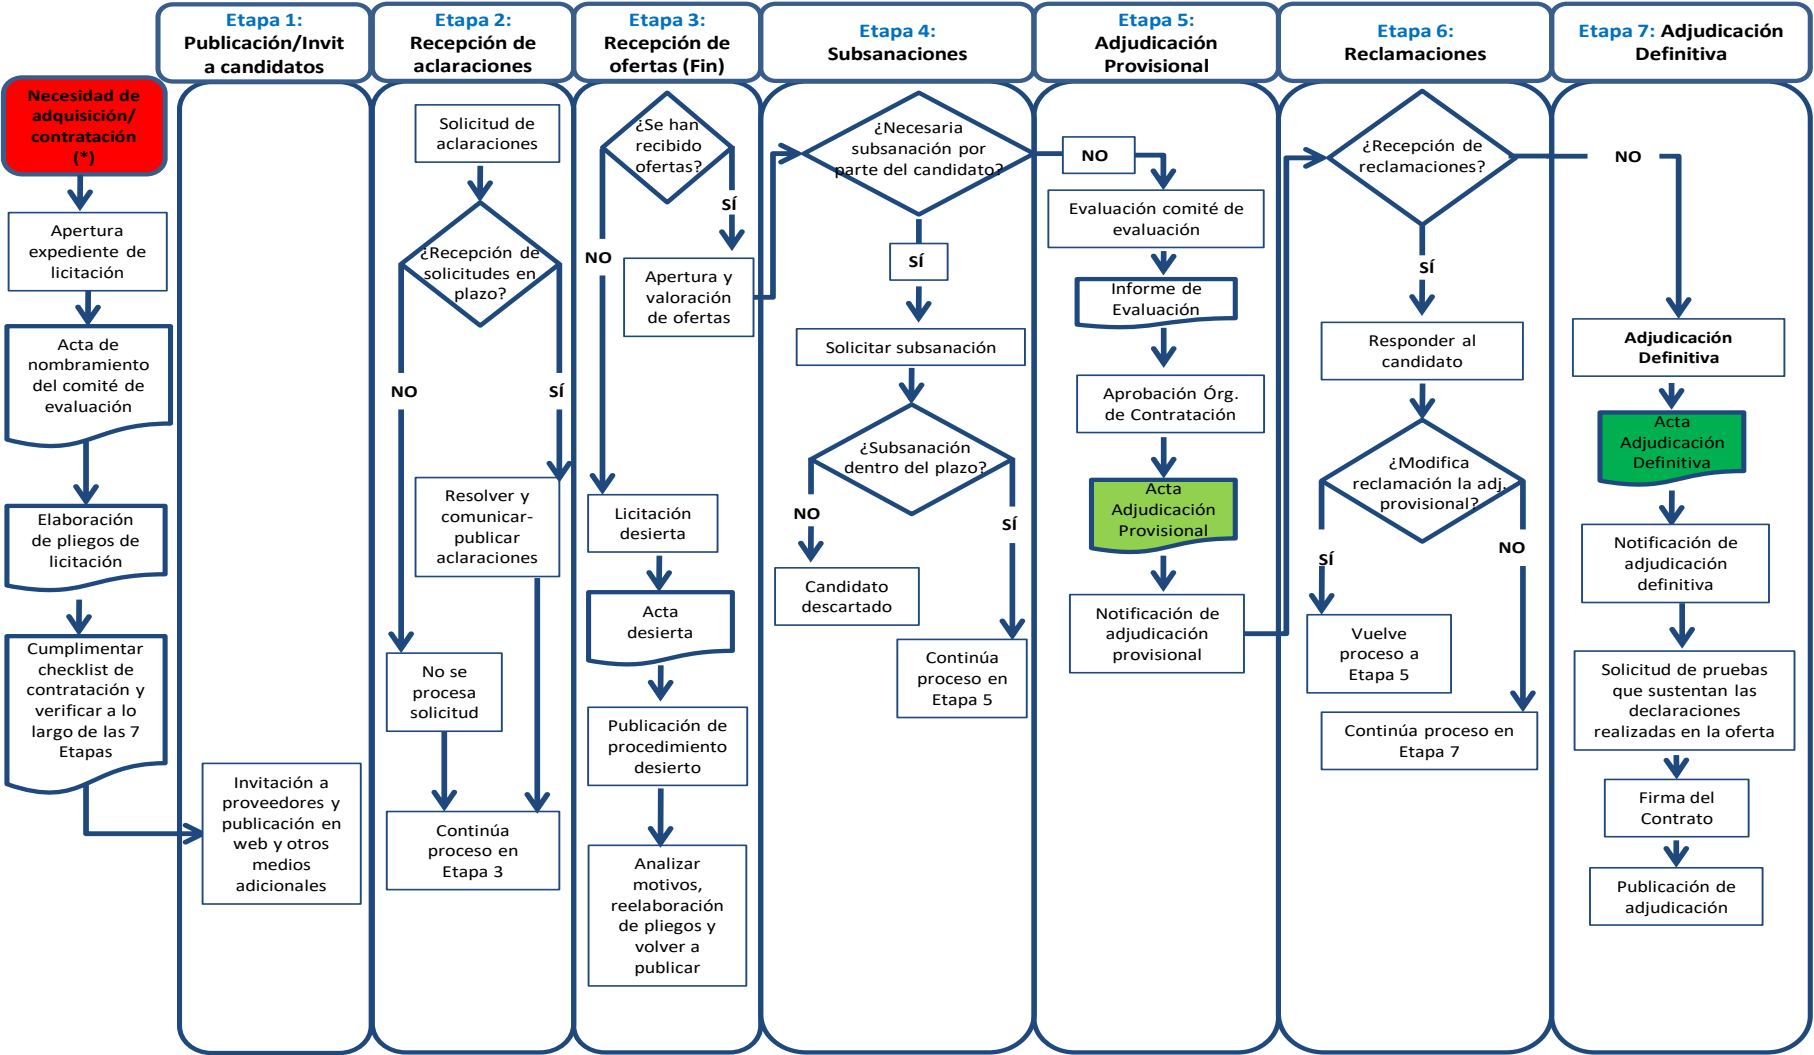 Etapa 1:
Publicación/Invit
a candidatos
Etapa 2:
Recepción de
aclaraciones
Etapa 3:
Recepción de
ofertas (Fin)
Etapa 4:
Subsanaciones
Etapa 5:
Adjudicación
Provisional
Etapa 6:
Reclamaciones
Etapa 7: Adjudicación
Definitiva
Necesidad de
adquisición/
contratación
(*)
Apertura
expediente de
licitación
Acta de
nombramiento
del comité de
evaluación
Elaboración
de pliegos de
licitación
Cumplimentar
checklist de
contratación y
verificar a lo
largo de las 7
Etapas
Invitación a
proveedores y
publicación en
web y otros
medios
adicionales
Solicitud de
aclaraciones
¿Recepción de
solicitudes en
plazo?
NO
SÍ
Resolver y
comunicar-
publicar
aclaraciones
No se
procesa
solicitud
Continúa
proceso en
Etapa 3
¿Se han
recibido
ofertas?
SÍ
NO
Apertura y
valoración
de ofertas
Licitación
desierta
Acta
desierta
Publicación de
procedimiento
desierto
Analizar
motivos,
reelaboración
de pliegos y
volver a
publicar
¿Necesaria
subsanación por
parte del candidato?
SÍ
Solicitar subsanación
¿Subsanación
dentro del plazo?
NO
SÍ
Candidato
descartado
Continúa
proceso en
Etapa 5
NO
Evaluación comité de
evaluación
Informe de
Evaluación
Aprobación Órg.
de Contratación
Acta
Adjudicación
Provisional
Notificación de
adjudicación
provisional
¿Recepción de
reclamaciones?
SÍ
Responder al
candidato
¿Modifica
reclamación la adj.
provisional?
SÍ
NO
Vuelve
proceso a
Etapa 5
Continúa proceso en
Etapa 7
NO
Adjudicación
Definitiva
Acta
Adjudicación
Definitiva
Notificación de
adjudicación
definitiva
Solicitud de pruebas
que sustentan las
declaraciones
realizadas en la oferta
Firma del
Contrato
Publicación de
adjudicación